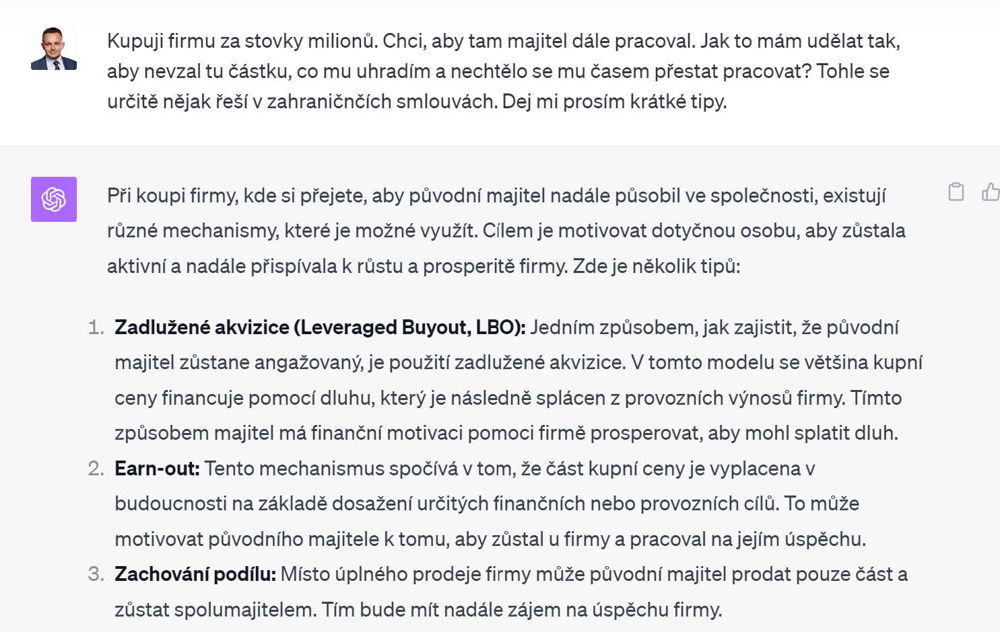 Kupuji firmu za stovky milionů. Chci, aby tam majitel dále pracoval. Jak to mám udělat tak,
aby nevzal tu částku, co mu uhradím a nechtělo se mu časem přestat pracovat? Tohle se
určitě nějak řeší v zahraničnčích smlouvách. Dej mi prosím krátké tipy.
Při koupi firmy, kde si přejete, aby původní majitel nadále působil ve společnosti, existují
různé mechanismy, které je možné využít. Cílem je motivovat dotyčnou osobu, aby zůstala
aktivní a nadále přispívala k růstu a prosperitě firmy. Zde je několik tipů:
1. Zadlužené akvizice (Leveraged Buyout, LBO): Jedním způsobem, jak zajistit, že původní
majitel zůstane angažovaný, je použití zadlužené akvizice. V tomto modelu se většina kupní
ceny financuje pomocí dluhu, který je následně splácen z provozních výnosů firmy. Tímto
způsobem majitel má finanční motivaci pomoci firmě prosperovat, aby mohl splatit dluh.
2. Earn-out: Tento mechanismus spočívá v tom, že část kupní ceny je vyplacena v
budoucnosti na základě dosažení určitých finančních nebo provozních cílů. To může
motivovat původního majitele k tomu, aby zůstal u firmy a pracoval na jejím úspěchu.
3. Zachování podílu: Místo úplného prodeje firmy může původní majitel prodat pouze část a
zůstat spolumajitelem. Tím bude mít nadále zájem na úspěchu firmy.